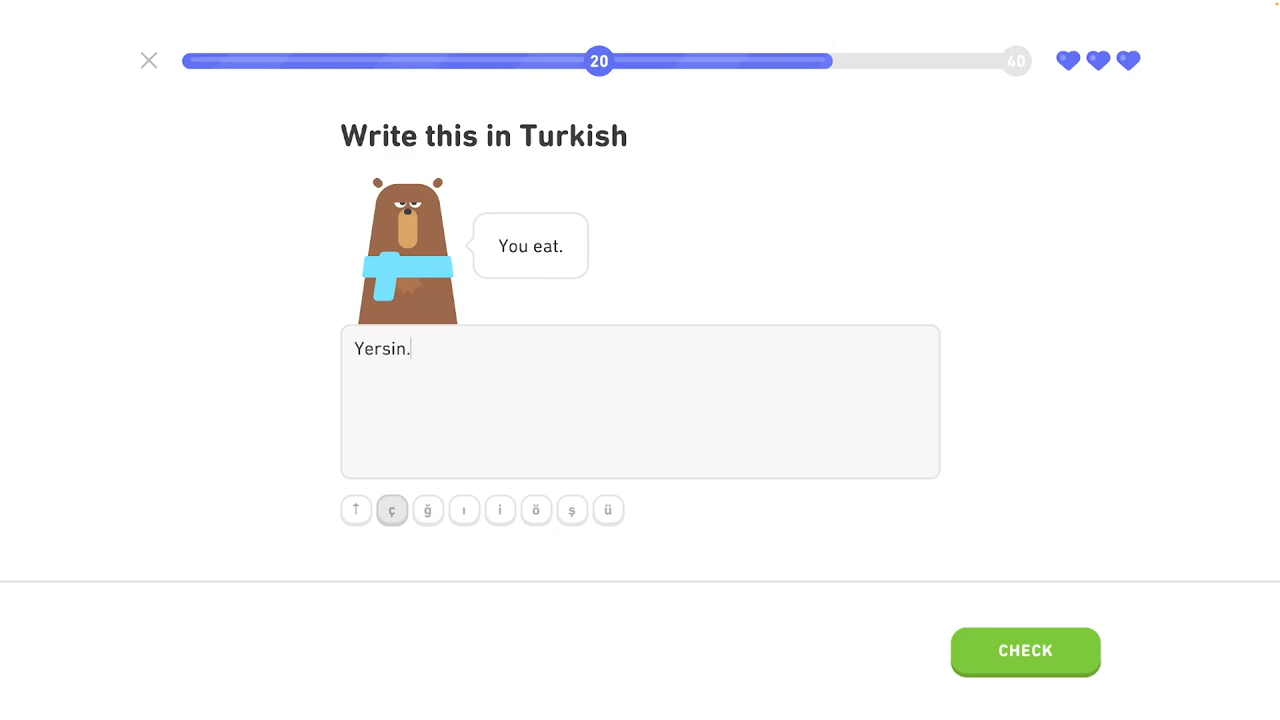 20
40
Write this in Turkish
You eat.
Yersin.
↑ ç ğ ı i ö ş ü
CHECK